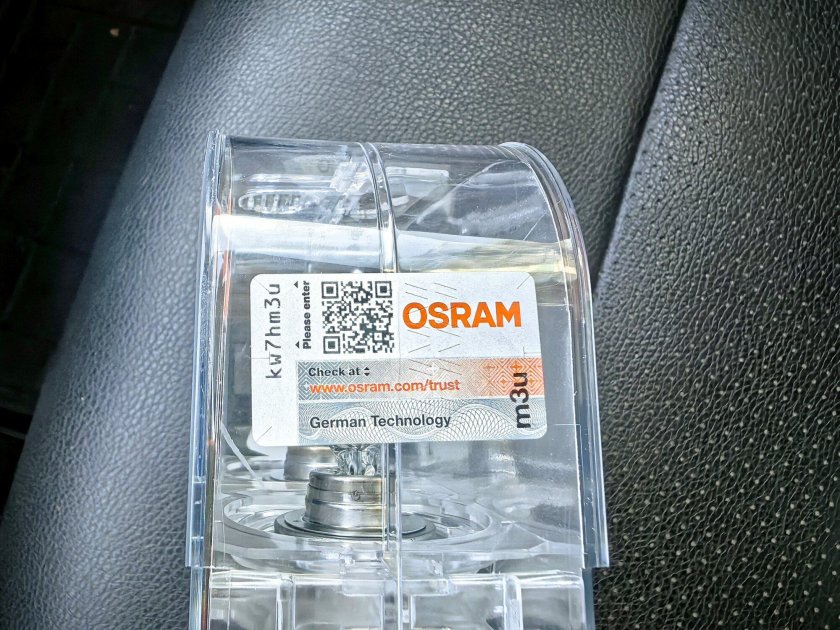 kw7hm3u
Please enter
OSRAM
Check at
www.osram.com/trust
German Technology
m3u